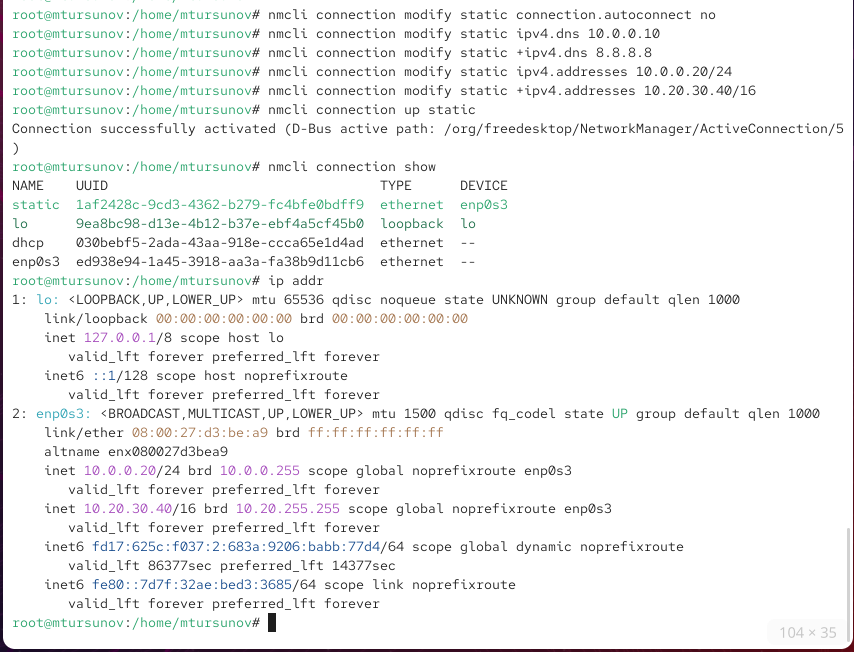 root@mtursunov:/home/mtursunov# nmcli connection modify static connection.autoconnect no
root@mtursunov:/home/mtursunov# nmcli connection modify static ipv4.dns 10.0.0.10
root@mtursunov:/home/mtursunov# nmcli connection modify static +ipv4.dns 8.8.8.8
root@mtursunov:/home/mtursunov# nmcli connection modify static ipv4.addresses 10.0.0.20/24
root@mtursunov:/home/mtursunov# nmcli connection modify static +ipv4.addresses 10.20.30.40/16
root@mtursunov:/home/mtursunov# nmcli connection up static
Connection successfully activated (D-Bus active path: /org/freedesktop/NetworkManager/ActiveConnection/5
)
root@mtursunov:/home/mtursunov# nmcli connection show
NAME    UUID                                  TYPE      DEVICE
static  1af2428c-9cd3-4362-b279-fc4bfe0bdff9  ethernet  enp0s3
lo      9ea8bc98-d13e-4b12-b37e-ebf4a5cf45b0  loopback  lo
dhcp    030bebf5-2ada-43aa-918e-ccca65e1d4ad  ethernet  --
enp0s3  ed938e94-1a45-3918-aa3a-fa38b9d11cb6  ethernet  --
root@mtursunov:/home/mtursunov# ip addr
1: lo: <LOOPBACK,UP,LOWER_UP> mtu 65536 qdisc noqueue state UNKNOWN group default qlen 1000
    link/loopback 00:00:00:00:00:00 brd 00:00:00:00:00:00
    inet 127.0.0.1/8 scope host lo
       valid_lft forever preferred_lft forever
    inet6 ::1/128 scope host noprefixroute
       valid_lft forever preferred_lft forever
2: enp0s3: <BROADCAST,MULTICAST,UP,LOWER_UP> mtu 1500 qdisc fq_codel state UP group default qlen 1000
    link/ether 08:00:27:d3:be:a9 brd ff:ff:ff:ff:ff:ff
    altname enx080027d3bea9
    inet 10.0.0.20/24 brd 10.0.0.255 scope global noprefixroute enp0s3
       valid_lft forever preferred_lft forever
    inet 10.20.30.40/16 brd 10.20.255.255 scope global noprefixroute enp0s3
       valid_lft forever preferred_lft forever
    inet6 fd17:625c:f037:2:683a:9206:babb:77d4/64 scope global dynamic noprefixroute
       valid_lft 86377sec preferred_lft 14377sec
    inet6 fe80::7d7f:32ae:bed3:3685/64 scope link noprefixroute
       valid_lft forever preferred_lft forever
root@mtursunov:/home/mtursunov#
104 × 35